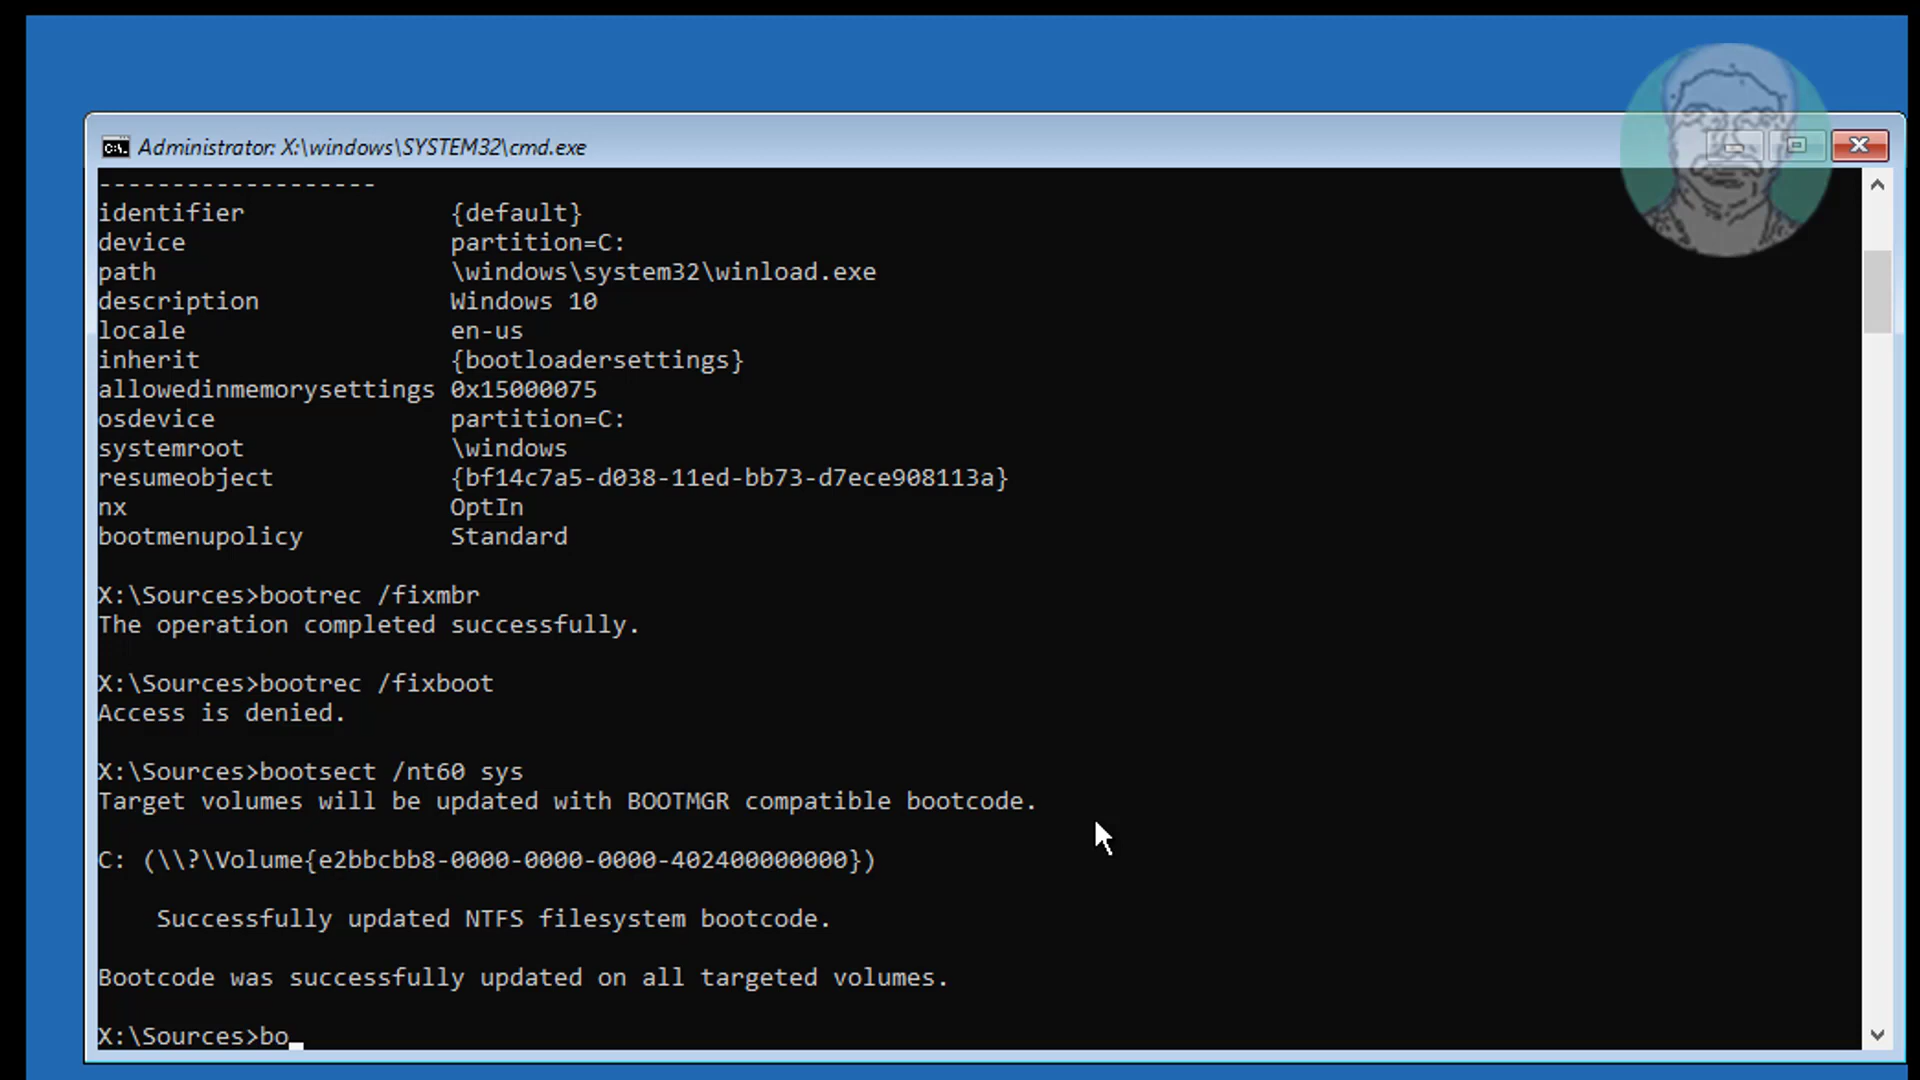 Administrator: X:\windows\SYSTEM32\cmd.exe
-------------------
identifier              {default}
device                  partition=C:
path                    \windows\system32\winload.exe
description             Windows 10
locale                  en-us
inherit                 {bootloadersettings}
allowedinmemorysettings 0x15000075
osdevice                partition=C:
systemroot              \windows
resumeobject            {bf14c7a5-d038-11ed-bb73-d7ece908113a}
nx                      OptIn
bootmenupolicy          Standard
X:\Sources>bootrec /fixmbr
The operation completed successfully.
X:\Sources>bootrec /fixboot
Access is denied.
X:\Sources>bootsect /nt60 sys
Target volumes will be updated with BOOTMGR compatible bootcode.
C: (\\?\Volume{e2bbcbb8-0000-0000-0000-402400000000})
    Successfully updated NTFS filesystem bootcode.
Bootcode was successfully updated on all targeted volumes.
X:\Sources>bo